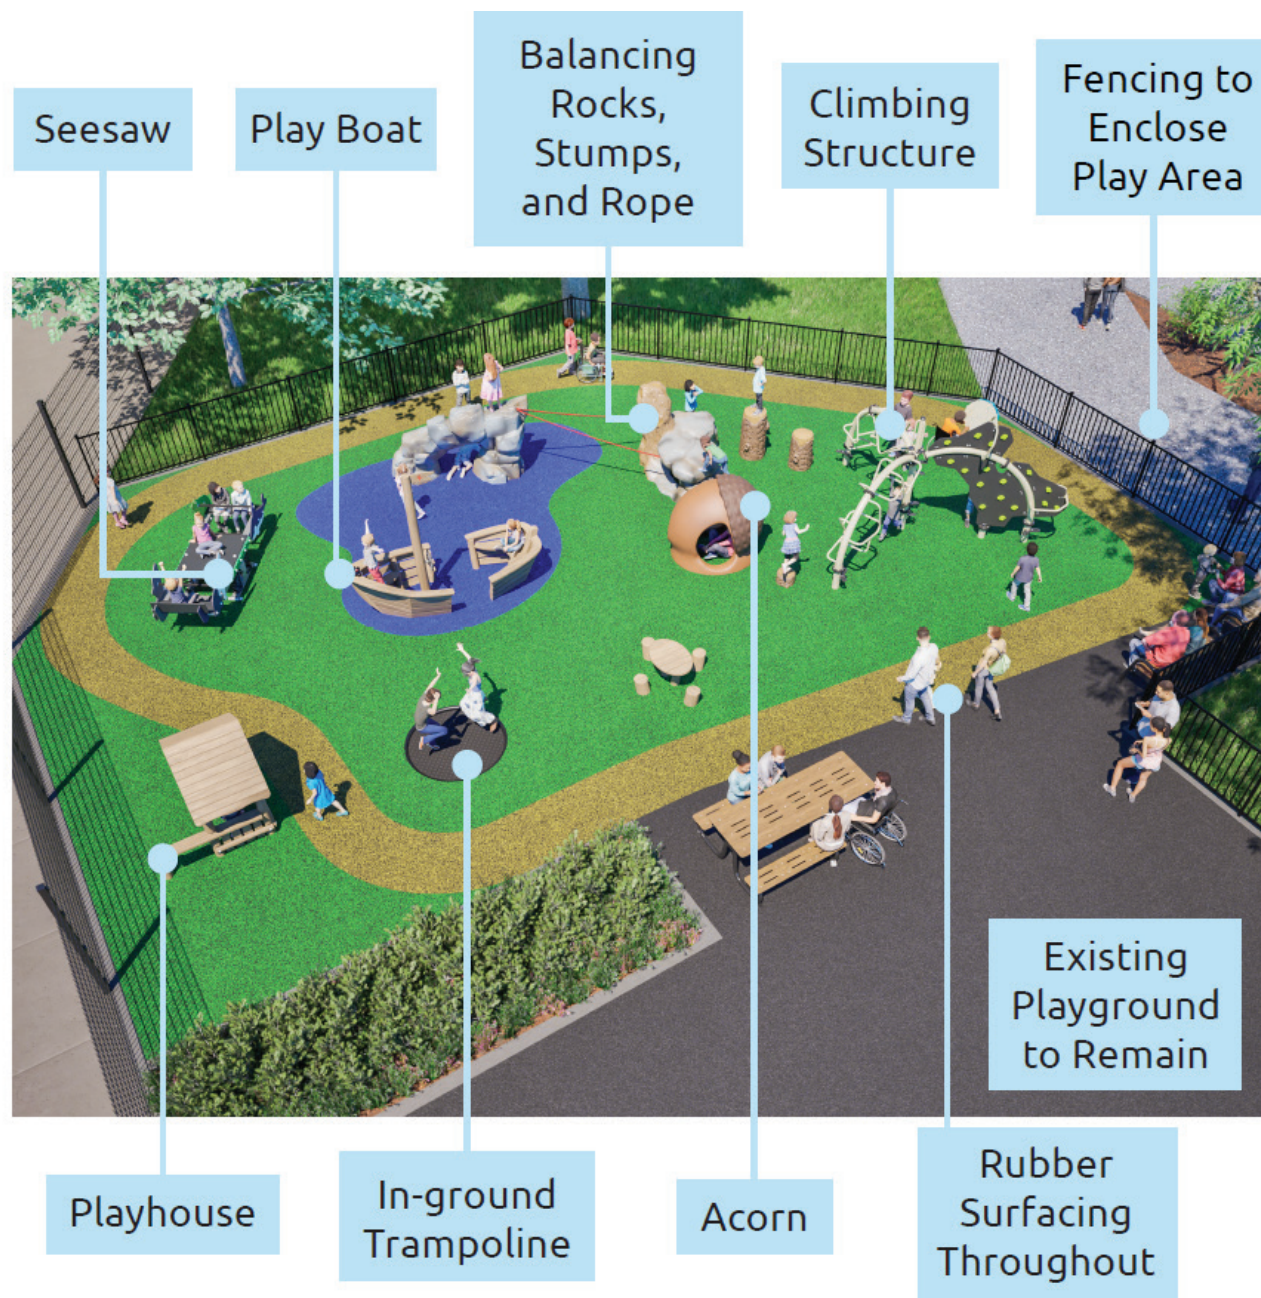 Seesaw
Play Boat
Balancing
Rocks,
Stumps,
and Rope
Climbing
Structure
Fencing to
Enclose
Play Area
Existing
Playground
to Remain
Playhouse
In-ground
Trampoline
Acorn
Rubber
Surfacing
Throughout